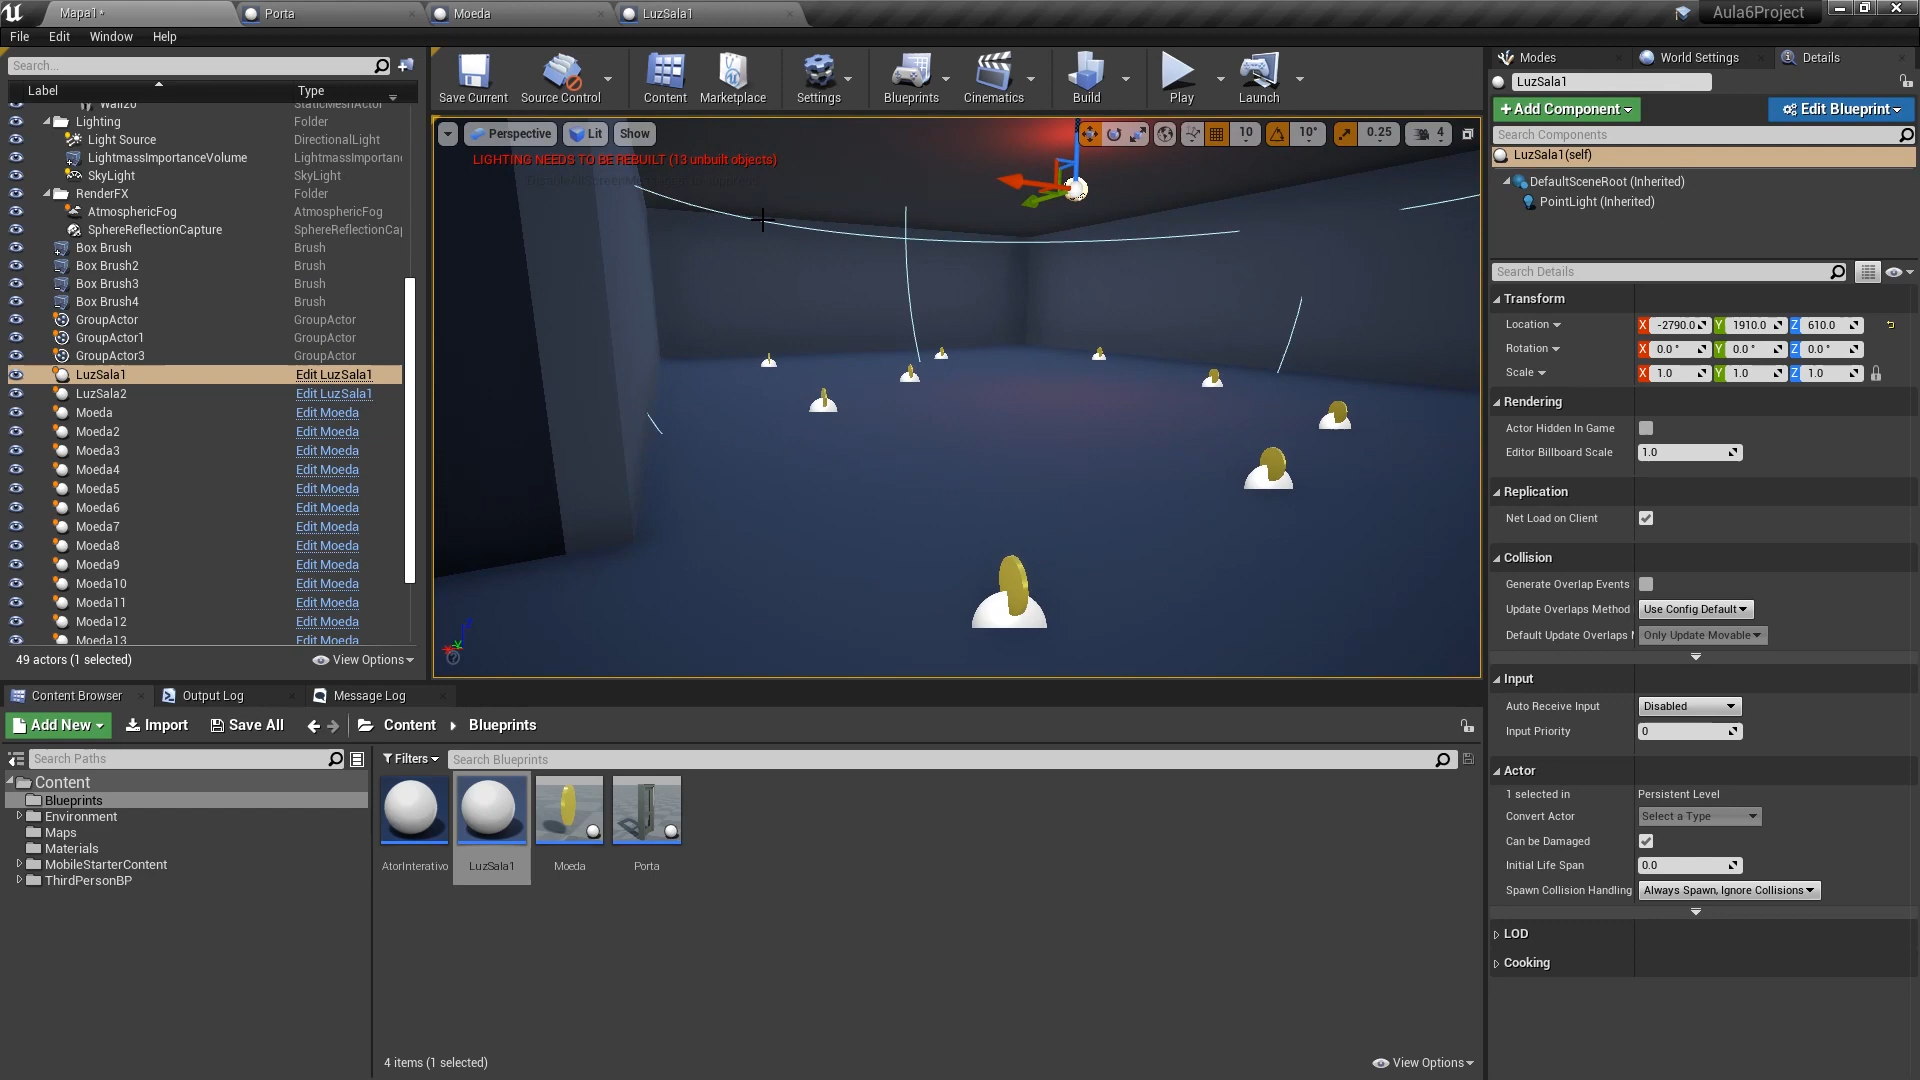 Mapa1*
Porta
Moeda
LuzSala1
Aula6Project
File Edit Window Help
Search...
Label Type
Wall20 StaticMeshActor
Lighting Folder
Light Source DirectionalLight
LightmassImportanceVolume LightmassImportanc
SkyLight SkyLight
RenderFX Folder
AtmosphericFog AtmosphericFog
SphereReflectionCapture SphereReflectionCap
Box Brush Brush
Box Brush2 Brush
Box Brush3 Brush
Box Brush4 Brush
GroupActor GroupActor
GroupActor1 GroupActor
GroupActor3 GroupActor
LuzSala1 Edit LuzSala1
LuzSala2 Edit LuzSala1
Moeda Edit Moeda
Moeda2 Edit Moeda
Moeda3 Edit Moeda
Moeda4 Edit Moeda
Moeda5 Edit Moeda
Moeda6 Edit Moeda
Moeda7 Edit Moeda
Moeda8 Edit Moeda
Moeda9 Edit Moeda
Moeda10 Edit Moeda
Moeda11 Edit Moeda
Moeda12 Edit Moeda
Moeda13 Edit Moeda
49 actors (1 selected) View Options
Save Current Source Control Content Marketplace Settings Blueprints Cinematics Build Play Launch
Perspective Lit Show
10 10° 0.25 4
LIGHTING NEEDS TO BE REBUILT (13 unbuilt objects)
Modes World Settings Details
LuzSala1
+Add Component Edit Blueprint
Search Components
LuzSala1(self)
DefaultSceneRoot (Inherited)
PointLight (Inherited)
Search Details
Transform
Location X -2790.0 Y 1910.0 Z 610.0
Rotation X 0.0 ° Y 0.0 ° Z 0.0 °
Scale X 1.0 Y 1.0 Z 1.0
Rendering
Actor Hidden In Game
Editor Billboard Scale 1.0
Replication
Net Load on Client
Collision
Generate Overlap Events
Update Overlaps Method Use Config Default
Default Update Overlaps M Only Update Movable
Input
Auto Receive Input Disabled
Input Priority 0
Actor
1 selected in Persistent Level
Convert Actor Select a Type
Can be Damaged
Initial Life Span 0.0
Spawn Collision Handling Always Spawn, Ignore Collisions
LOD
Cooking
Content Browser Output Log Message Log
Add New Import Save All Content Blueprints
Search Paths
Filters Search Blueprints
Content
Blueprints
Environment
Maps
Materials
MobileStarterContent
ThirdPersonBP
AtorInterativo LuzSala1 Moeda Porta
4 items (1 selected) View Options